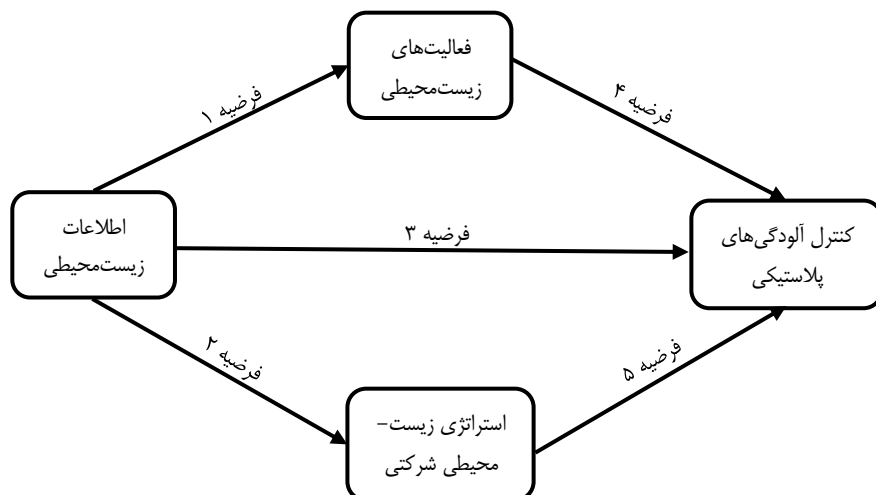 فعالیت‌های
زیست‌محیطی
فرضیه ۱
فرضیه ۴
اطلاعات
زیست‌محیطی
فرضیه ۳
کنترل آلودگی‌های
پلاستیکی
فرضیه ۲
فرضیه ۵
استراتژی زیست-
محیطی شرکتی